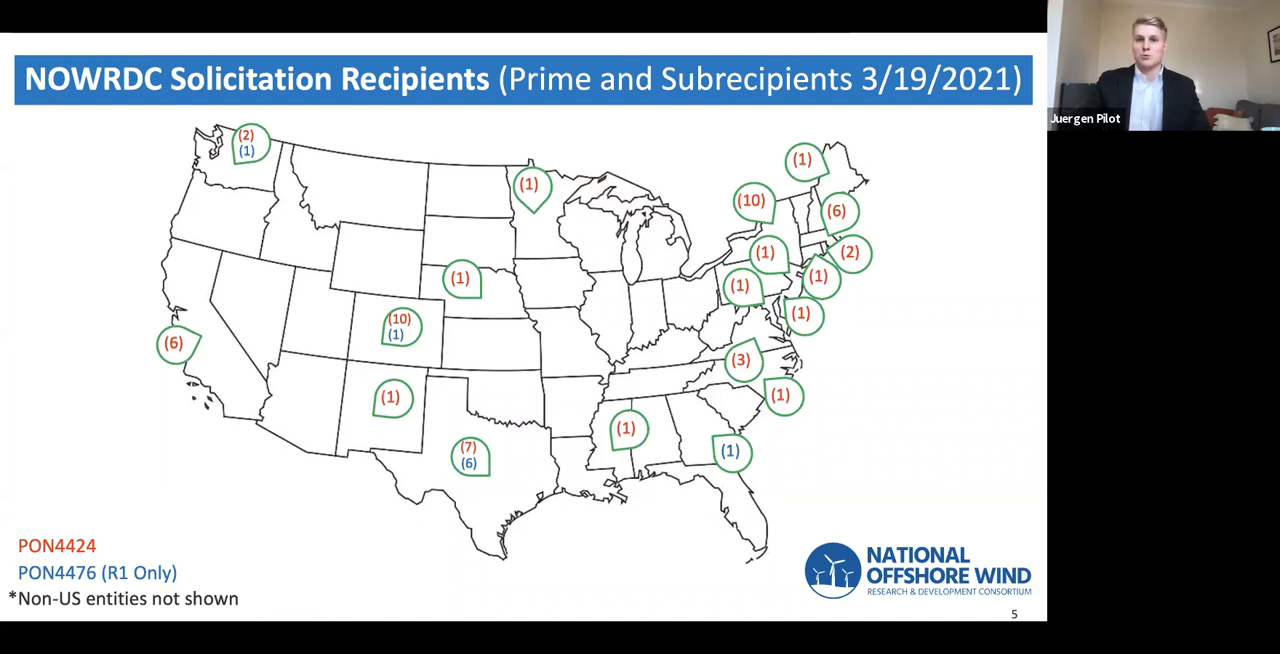 NOWRDC Solicitation Recipients (Prime and Subrecipients 3/19/2021)
Juergen Pilot
(2)
(1)
(1)
(1)
(10)
(6)
(1)
(2)
(1)
(1)
(1)
(1)
(10)
(1)
(6)
(3)
(1)
(1)
(1)
(7)
(6)
(1)
PON4424
PON4476 (R1 Only)
*Non-US entities not shown
NATIONAL
OFFSHORE WIND
RESEARCH & DEVELOPMENT CONSORTIUM
5